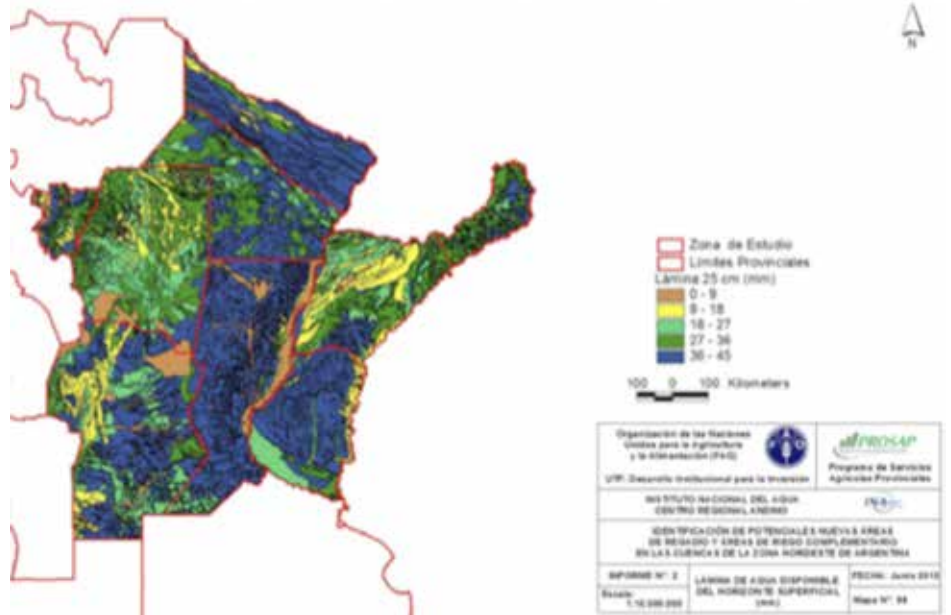 N
Zona de Estudio
Límites Provinciales
Lámina 25 cm (mm)
0 - 9
9 - 18
18 - 27
27 - 36
36 - 45
100 0 100 Kilometers
Organización de las Naciones
Unidas para la Agricultura
y la Alimentación (FAO)
UTF: Desarrollo Institucional para la Inversión
PROSAP
Programa de Servicios
Agrícolas Provinciales
INSTITUTO NACIONAL DEL AGUA
CENTRO REGIONAL ANDINO
IDENTIFICACIÓN DE POTENCIALES NUEVAS ÁREAS
DE REGADÍO Y ÁREAS DE RIEGO COMPLEMENTARIO
EN LAS CUENCAS DE LA ZONA NORDESTE DE ARGENTINA
INFORME N°: 2
Escala:
LÁMINA DE AGUA DISPONIBLE
DEL HORIZONTE SUPERFICIAL
(mm)
FECHA: Junio
Mapa N°: